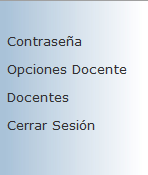 Contraseña
Opciones Docente
Docentes
Cerrar Sesión